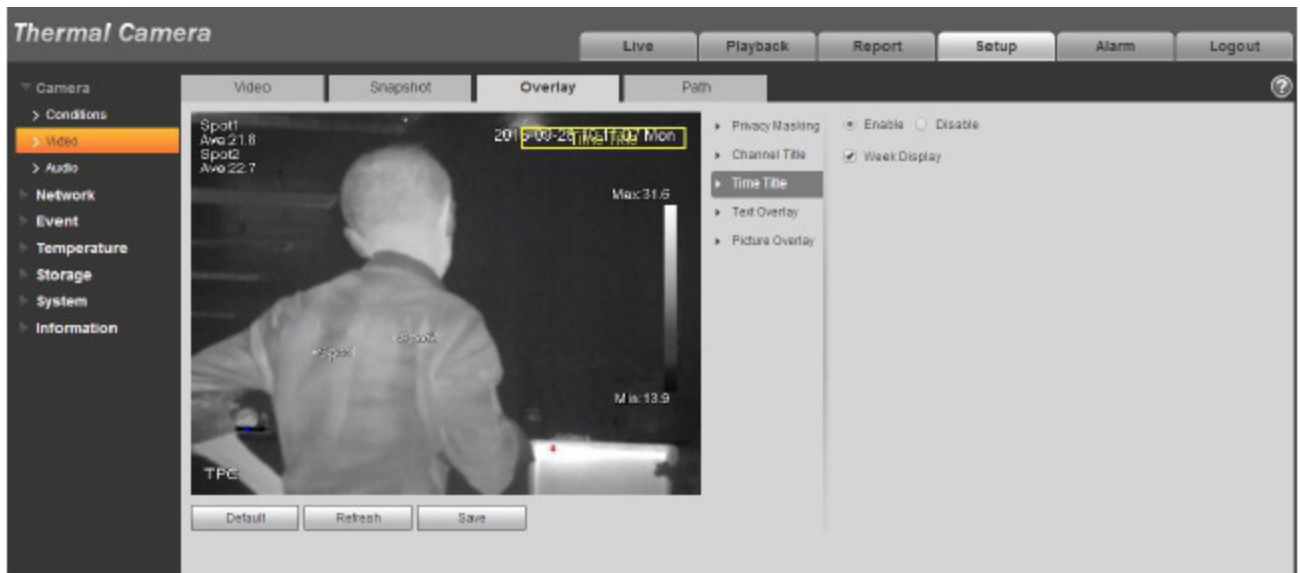 Thermal Camera
Live Playback Report Setup Alarm Logout
Camera
Conditions
Video
Audio
Network
Event
Temperature
Storage
System
Information
Video Snapshot Overlay Path
Spot1
Ave:21.8
Spot2
Ave:22.7
Mon
Time Title
Max:31.6
Min:13.9
TPC
Default Refresh Save
Privacy Masking
Channel Title
Time Title
Text Overlay
Picture Overlay
Enable Disable
Week Display